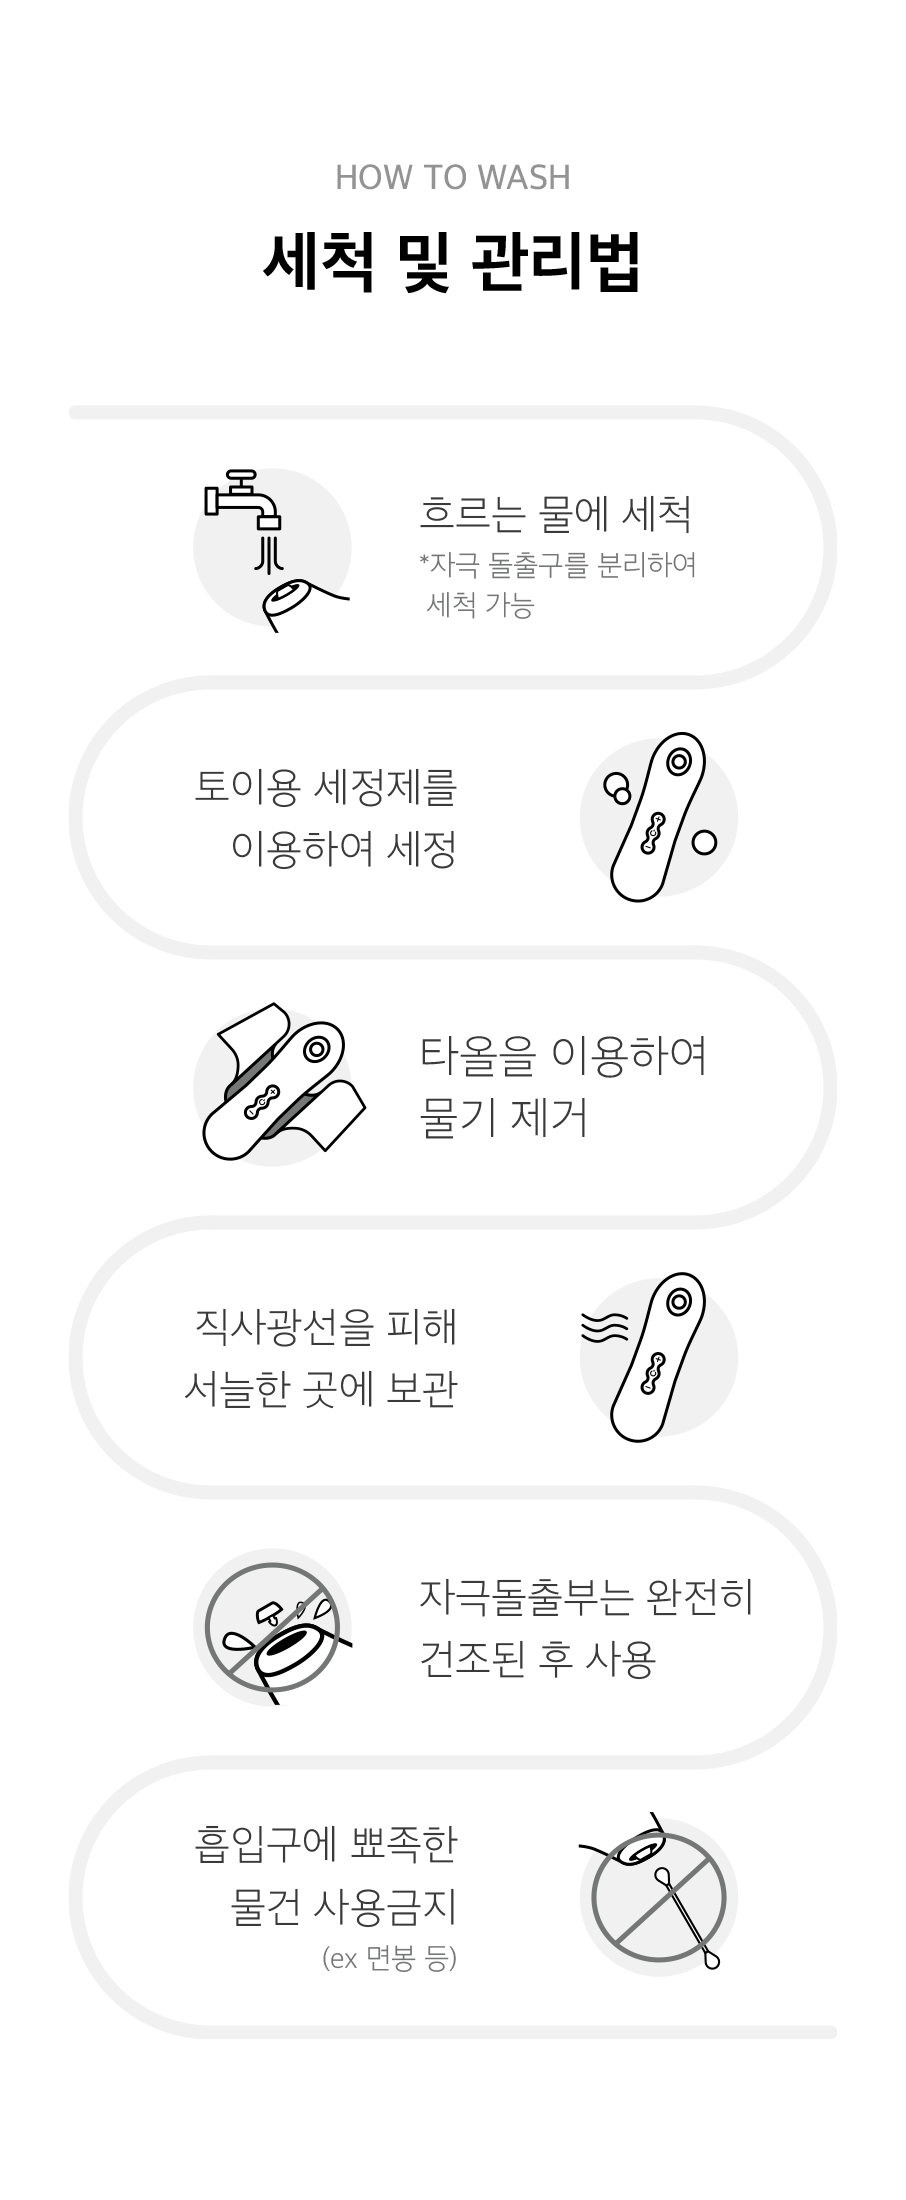 HOW TO WASH
세척 및 관리법
흐르는 물에 세척
*자극 돌출구를 분리하여
세척 가능
토이용 세정제를
이용하여 세정
타올을 이용하여
물기 제거
직사광선을 피해
서늘한 곳에 보관
자극돌출부는 완전히
건조된 후 사용
흡입구에 뾰족한
물건 사용금지
(ex 면봉 등)